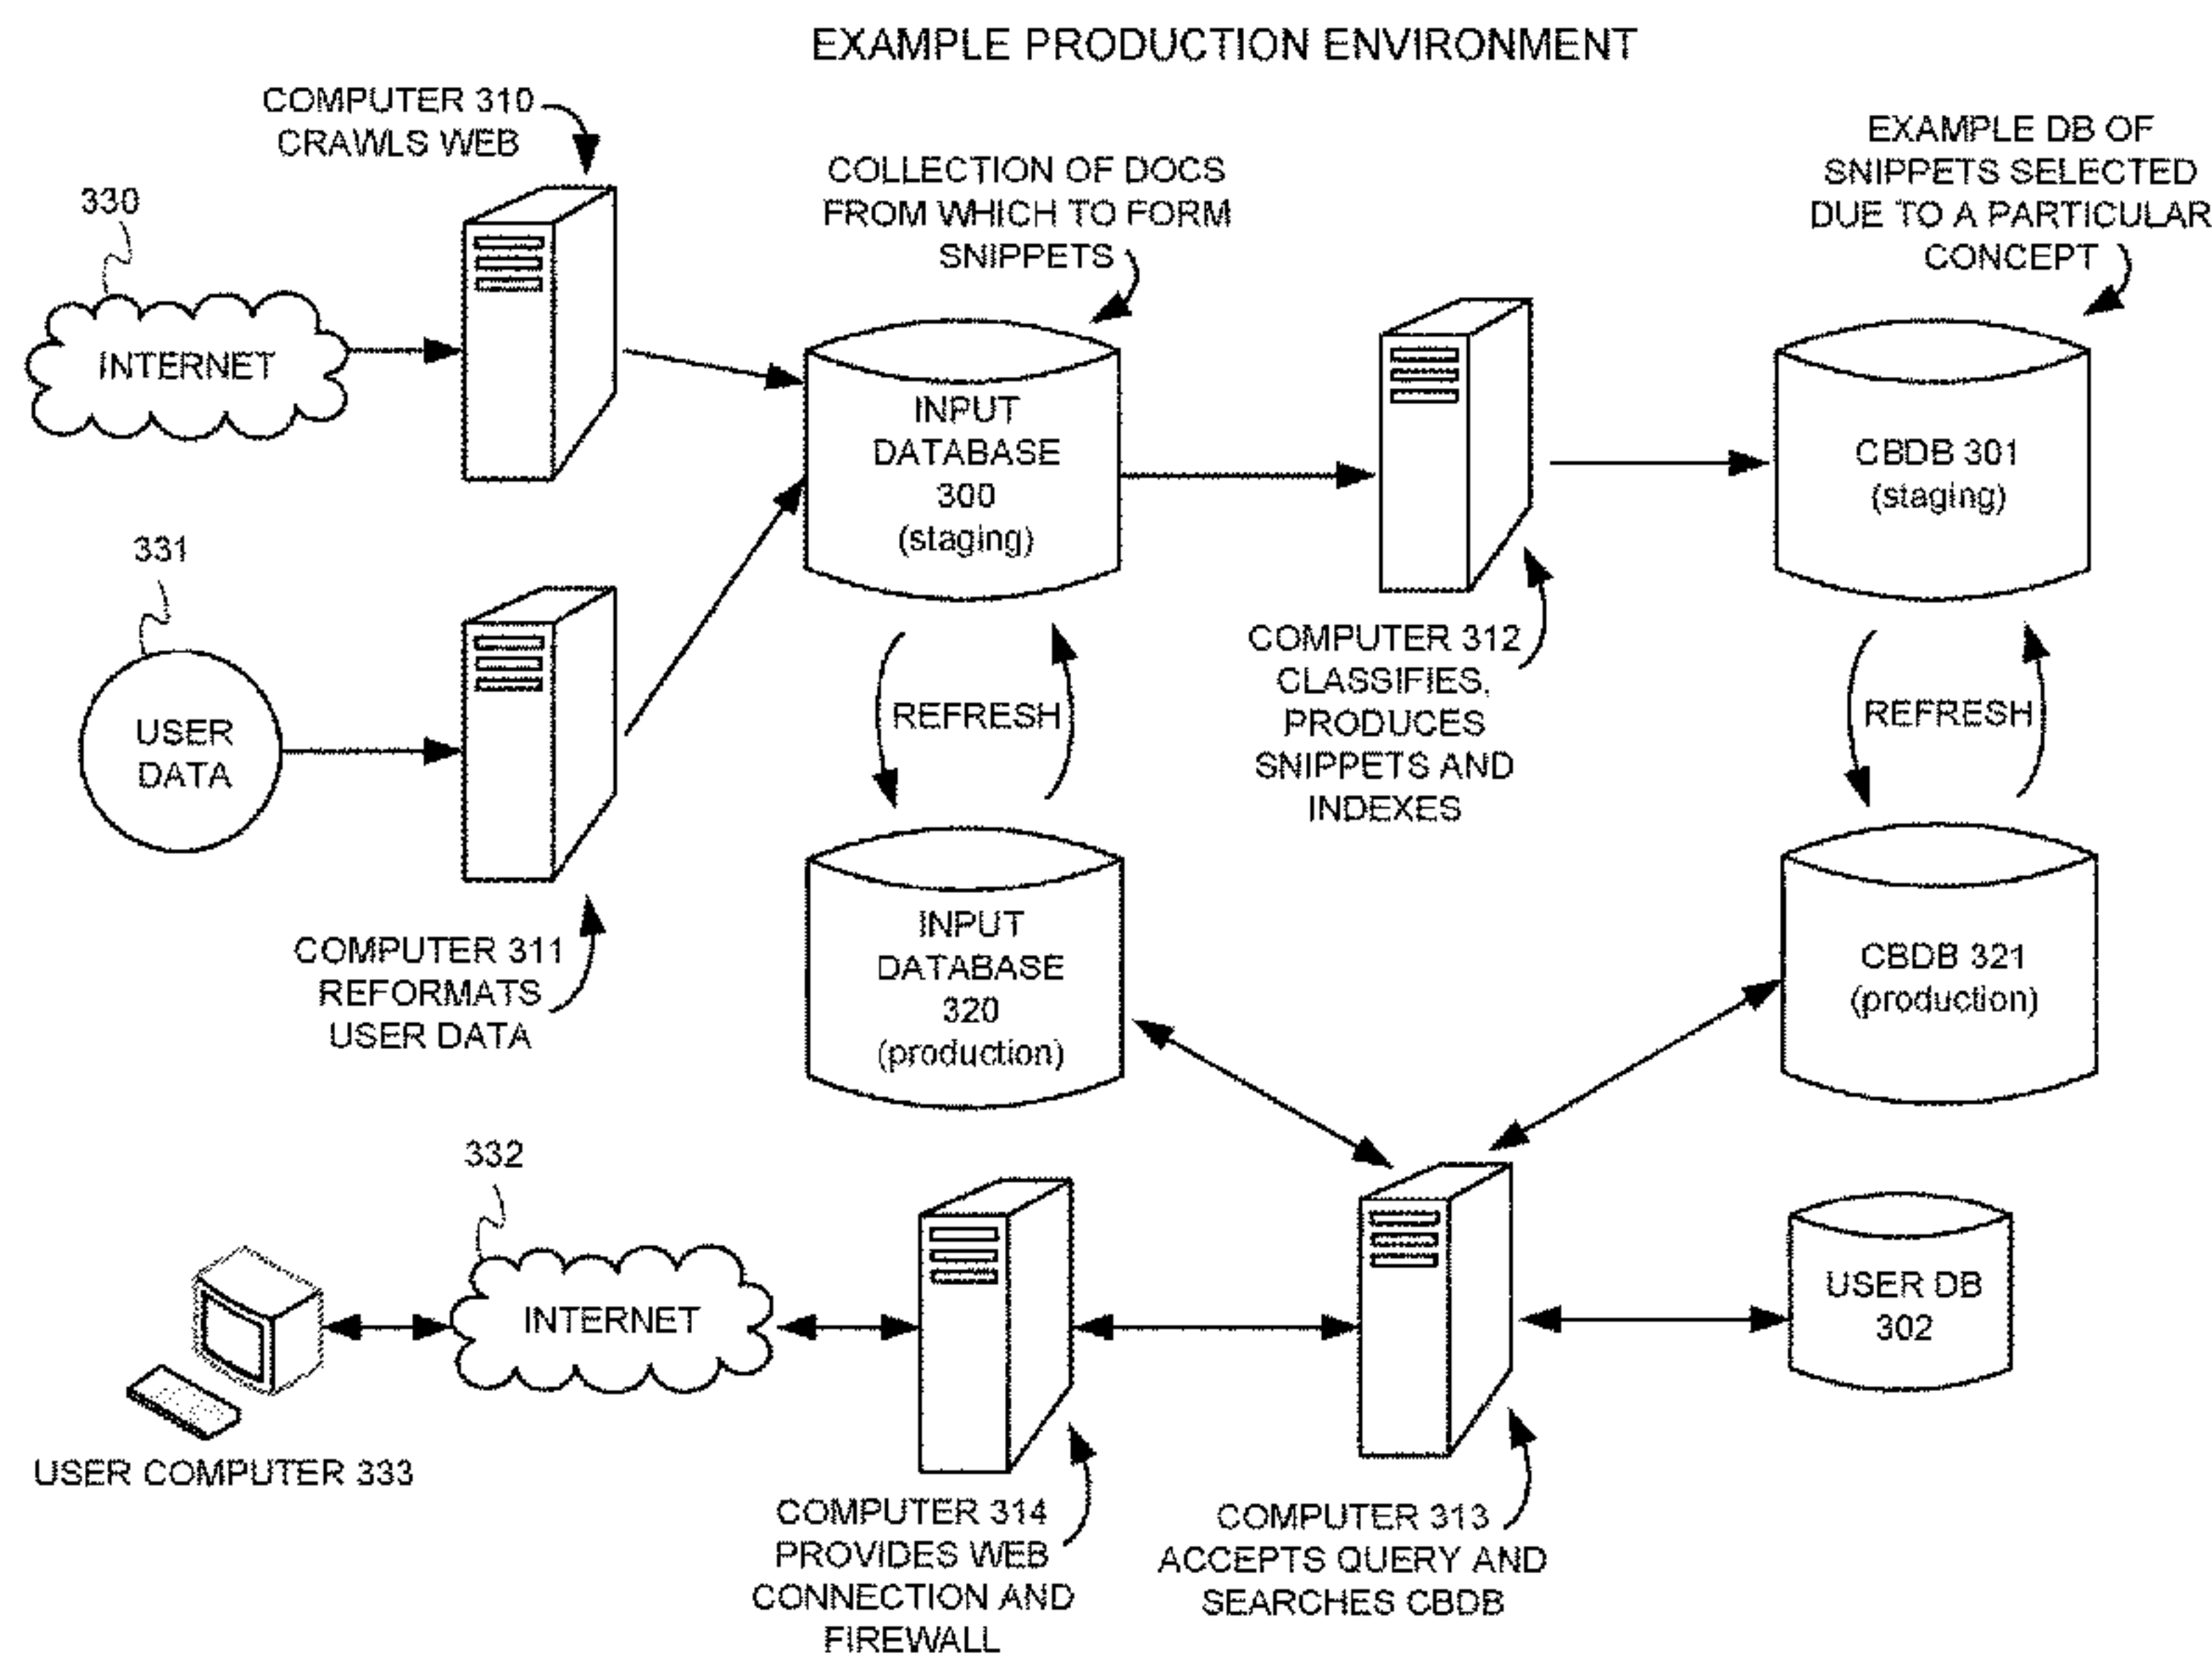 EXAMPLE PRODUCTION ENVIRONMENT
COMPUTER 310
CRAWLS WEB
330
INTERNET
COLLECTION OF DOCS
FROM WHICH TO FORM
SNIPPETS
EXAMPLE DB OF
SNIPPETS SELECTED
DUE TO A PARTICULAR
CONCEPT
INPUT
DATABASE
300
(staging)
CBDB 301
(staging)
331
USER
DATA
COMPUTER 311
REFORMATS
USER DATA
REFRESH
COMPUTER 312
CLASSIFIES,
PRODUCES
SNIPPETS AND
INDEXES
REFRESH
INPUT
DATABASE
320
(production)
CBDB 321
(production)
332
INTERNET
USER COMPUTER 333
USER DB
302
COMPUTER 314
PROVIDES WEB
CONNECTION AND
FIREWALL
COMPUTER 313
ACCEPTS QUERY AND
SEARCHES CBDB